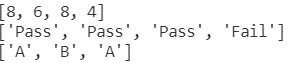 [8, 6, 8, 4]
['Pass', 'Pass', 'Pass', 'Fail']
['A', 'B', 'A']